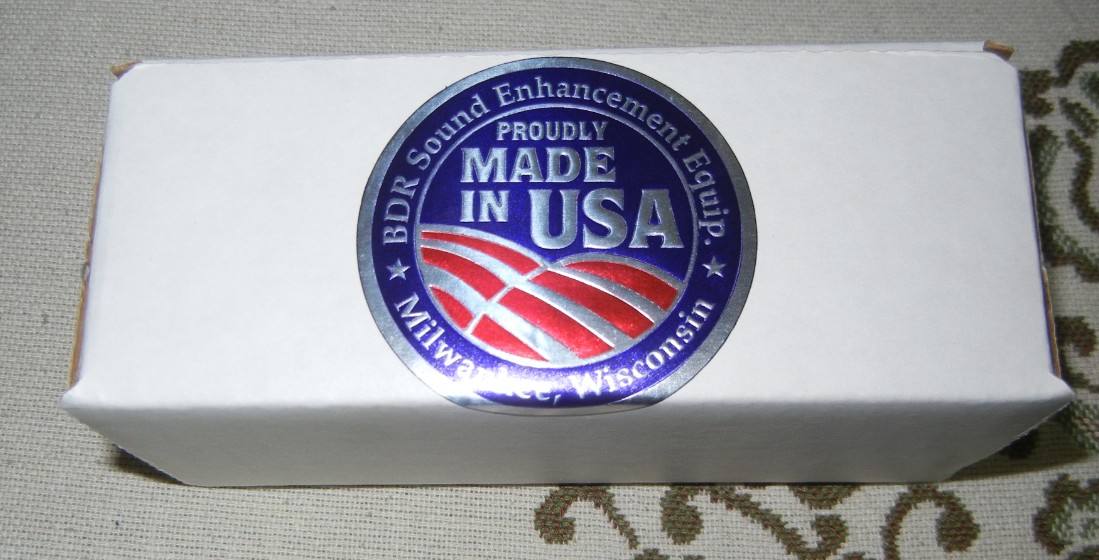 BDR Sound Enhancement Equip.
PROUDLY
MADE
IN USA
Milwaukee, Wisconsin